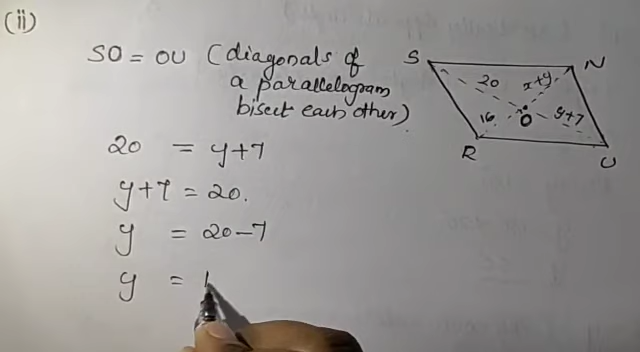 (ii)
SO = OU (diagonals of
a parallelogram
bisect each other)
20 = y+7
y+7 = 20.
y = 20-7
y = 1
S
N
20
x+y
16
O
y+7
R
U